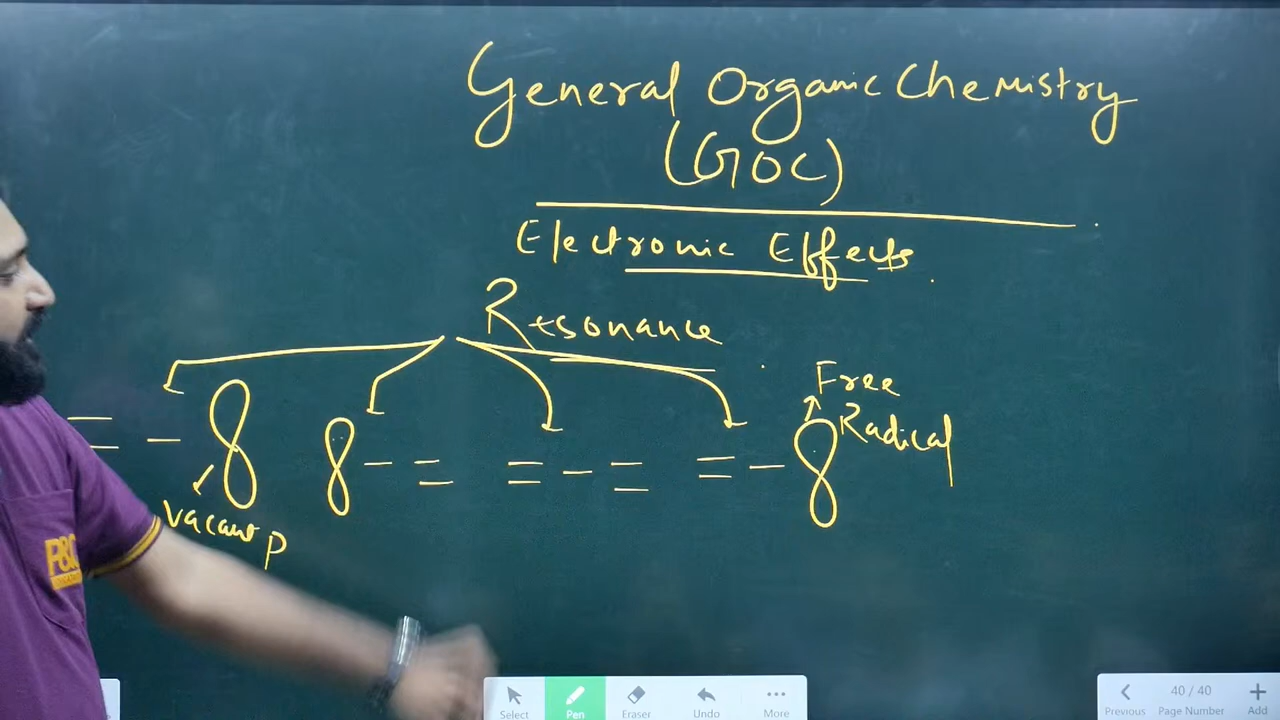 General Organic Chemistry
(GOC)
Electronic Effects
Resonance
Free
Radical
vacant p
Select
Pen
Eraser
Undo
More
Previous
40 / 40
Page Number
Add